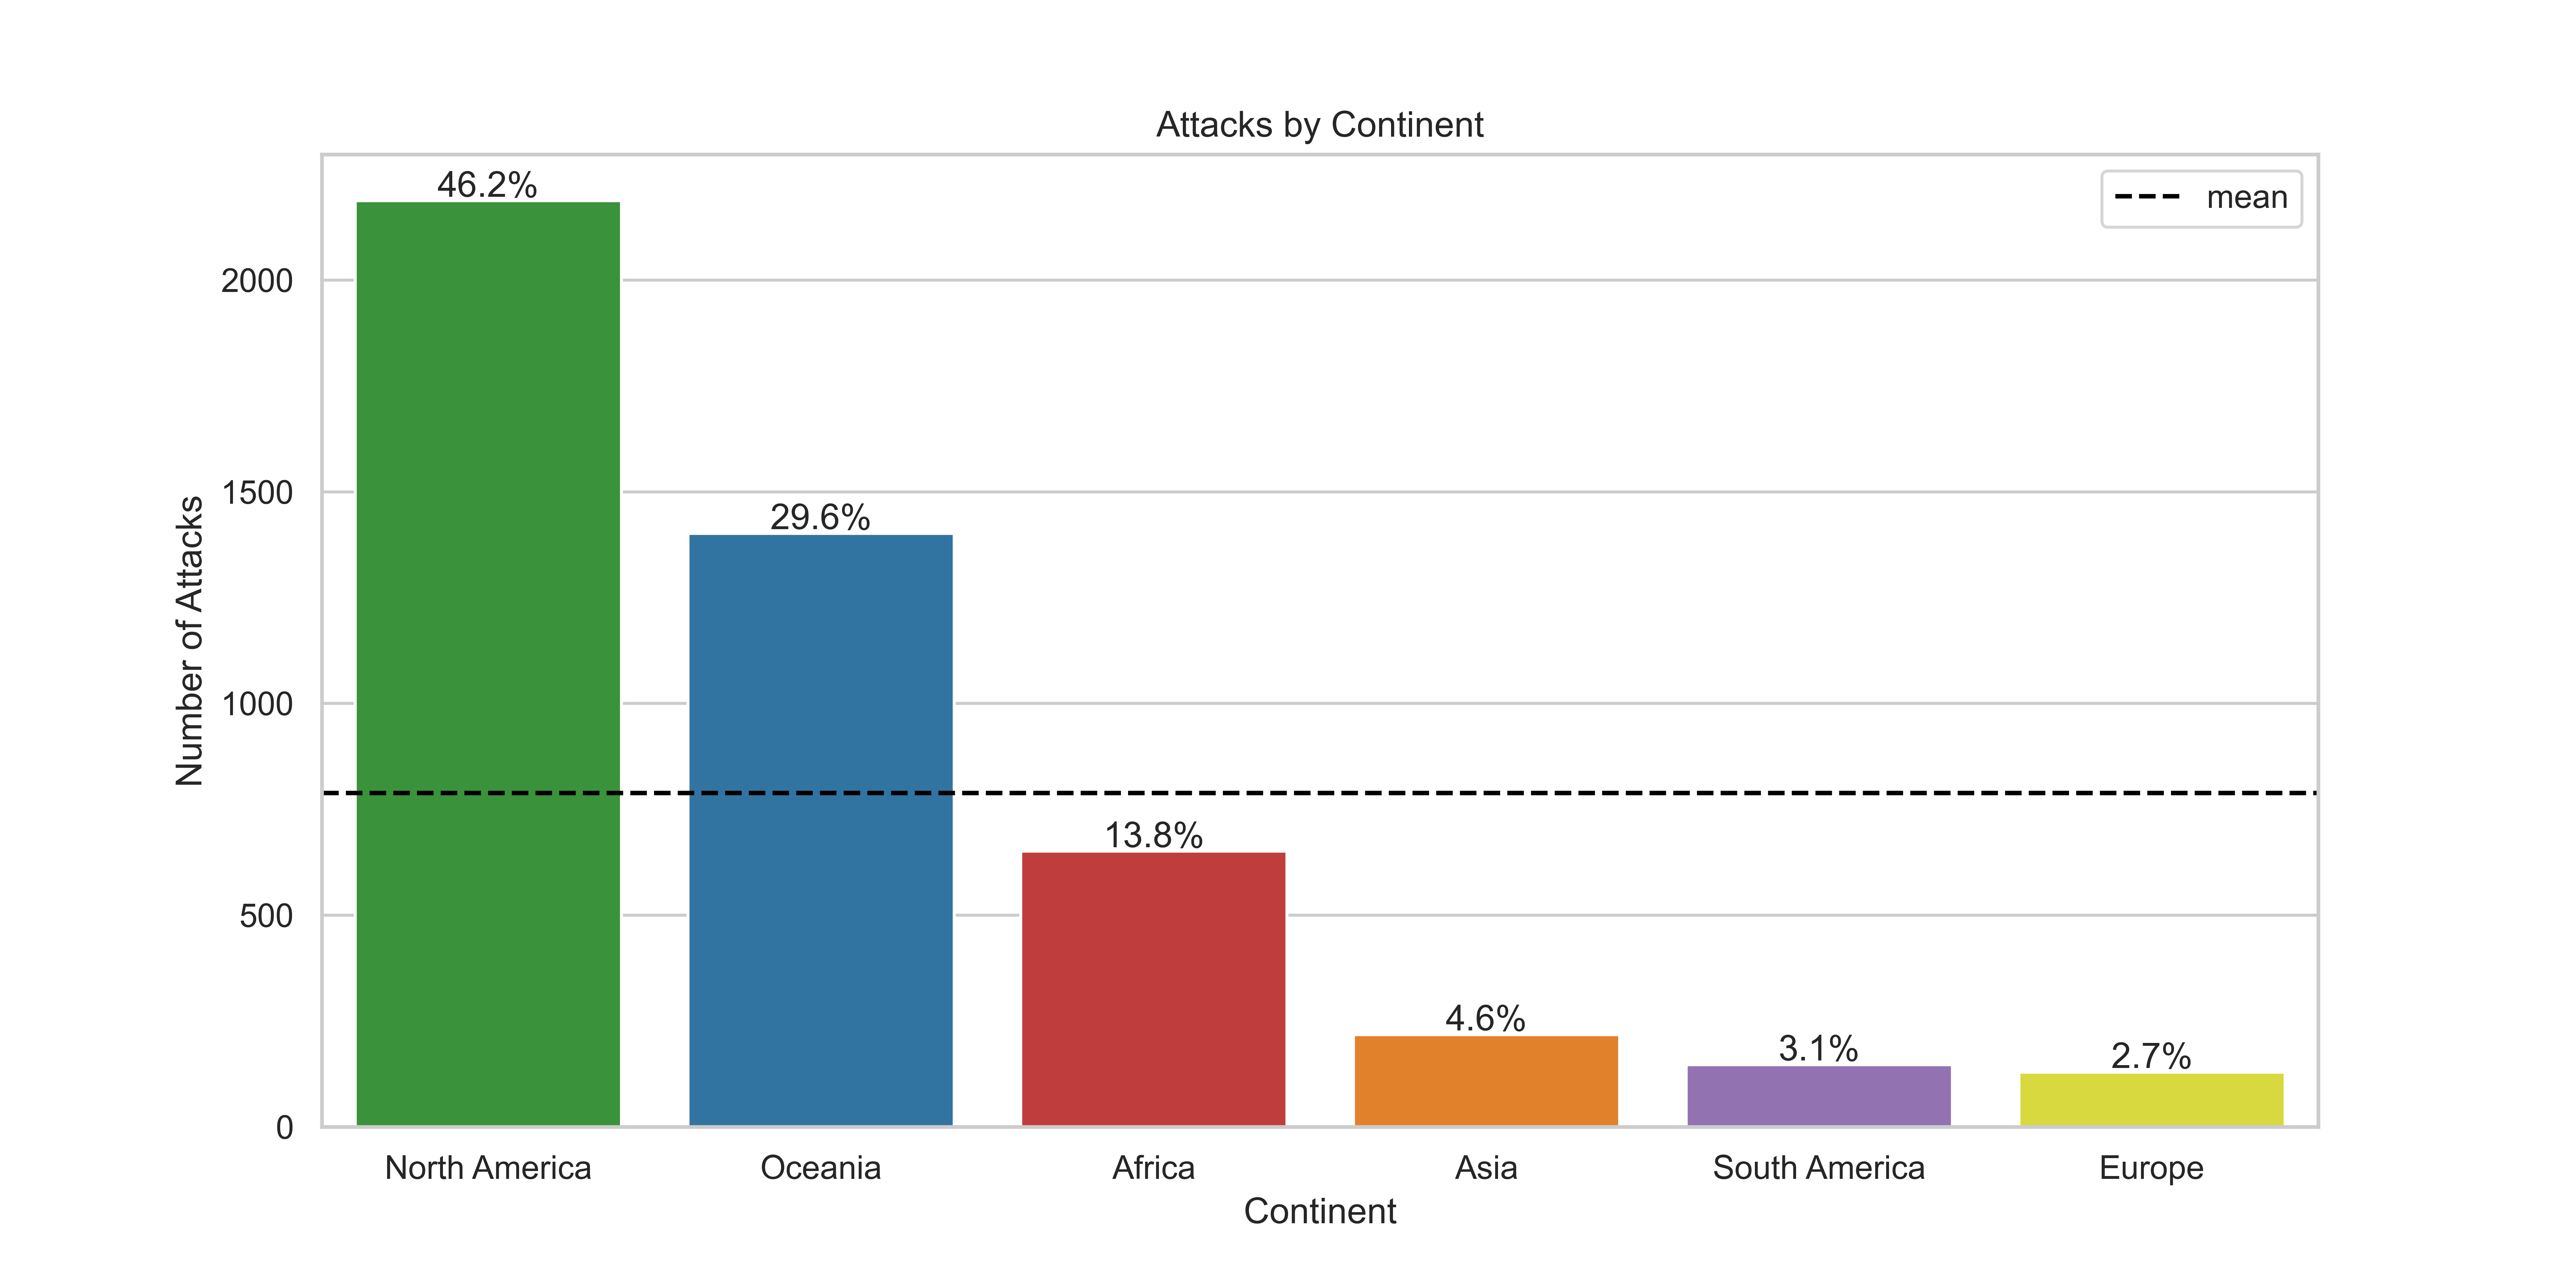 Attacks by Continent
mean
46.2%
29.6%
13.8%
4.6%
3.1%
2.7%
Number of Attacks
2000
1500
1000
500
0
North America
Oceania
Africa
Asia
South America
Europe
Continent